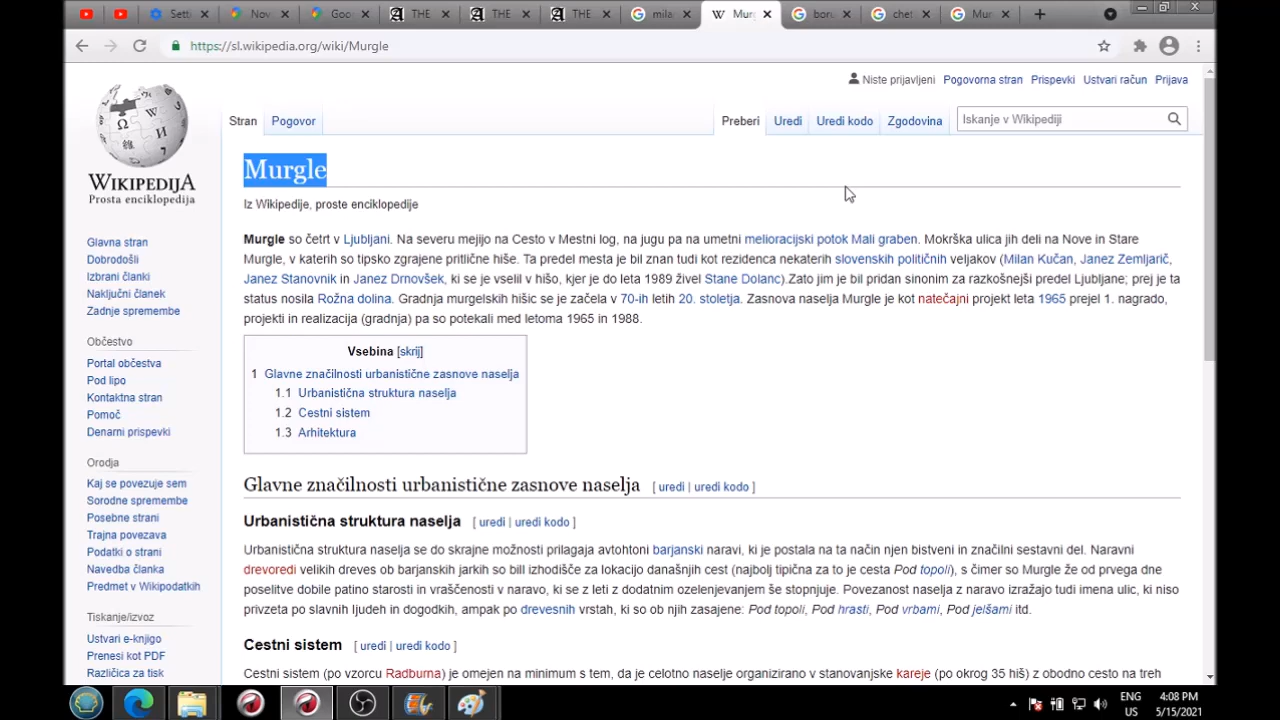 Setti
Nov
Goo
THE
THE
THE
mila
Mur
bor
chef
Mur
https://sl.wikipedia.org/wiki/Murgle
Niste prijavljeni Pogovorna stran Prispevki Ustvari račun Prijava
Stran Pogovor Preberi Uredi Uredi kodo Zgodovina Iskanje v Wikipediji
WIKIPEDIJA
Prosta enciklopedija
Glavna stran
Dobrodošli
Izbrani članki
Naključni članek
Zadnje spremembe
Občestvo
Portal občestva
Pod lipo
Kontaktna stran
Pomoč
Denarni prispevki
Orodja
Kaj se povezuje sem
Sorodne spremembe
Posebne strani
Trajna povezava
Podatki o strani
Navedba članka
Predmet v Wikipodatkih
Tiskanje/izvoz
Ustvari e-knjigo
Prenesi kot PDF
Različica za tisk
Murgle
Iz Wikipedije, proste enciklopedije
Murgle so četrt v Ljubljani. Na severu mejijo na Cesto v Mestni log, na jugu pa na umetni melioracijski potok Mali graben. Mokrška ulica jih deli na Nove in Stare
Murgle, v katerih so tipsko zgrajene pritlične hiše. Ta predel mesta je bil znan tudi kot rezidenca nekaterih slovenskih političnih veljakov (Milan Kučan, Janez Zemljarič,
Janez Stanovnik in Janez Drnovšek, ki se je vselil v hišo, kjer je do leta 1989 živel Stane Dolanc).Zato jim je bil pridan sinonim za razkošnejši predel Ljubljane; prej je ta
status nosila Rožna dolina. Gradnja murgelskih hišic se je začela v 70-ih letih 20. stoletja. Zasnova naselja Murgle je kot natečajni projekt leta 1965 prejel 1. nagrado,
projekti in realizacija (gradnja) pa so potekali med letoma 1965 in 1988.
Vsebina [skrij]
1 Glavne značilnosti urbanistične zasnove naselja
1.1 Urbanistična struktura naselja
1.2 Cestni sistem
1.3 Arhitektura
Glavne značilnosti urbanistične zasnove naselja [ uredi | uredi kodo ]
Urbanistična struktura naselja [ uredi | uredi kodo ]
Urbanistična struktura naselja se do skrajne možnosti prilagaja avtohtoni barjanski naravi, ki je postala na ta način njen bistveni in značilni sestavni del. Naravni
drevoredi velikih dreves ob barjanskih jarkih so bill izhodišče za lokacijo današnjih cest (najbolj tipična za to je cesta Pod topoli), s čimer so Murgle že od prvega dne
poselitve dobile patino starosti in vraščenosti v naravo, ki se z leti z dodatnim ozelenjevanjem še stopnjuje. Povezanost naselja z naravo izražajo tudi imena ulic, ki niso
privzeta po slavnih ljudeh in dogodkih, ampak po drevesnih vrstah, ki so ob njih zasajene: Pod topoli, Pod hrasti, Pod vrbami, Pod jelšami itd.
Cestni sistem [ uredi | uredi kodo ]
Cestni sistem (po vzorcu Radburna) je omejen na minimum s tem, da je celotno naselje organizirano v stanovanjske kareje (po pokrog 35 hiš) z obodno cesto na treh
ENG
US
4:08 PM
5/15/2021